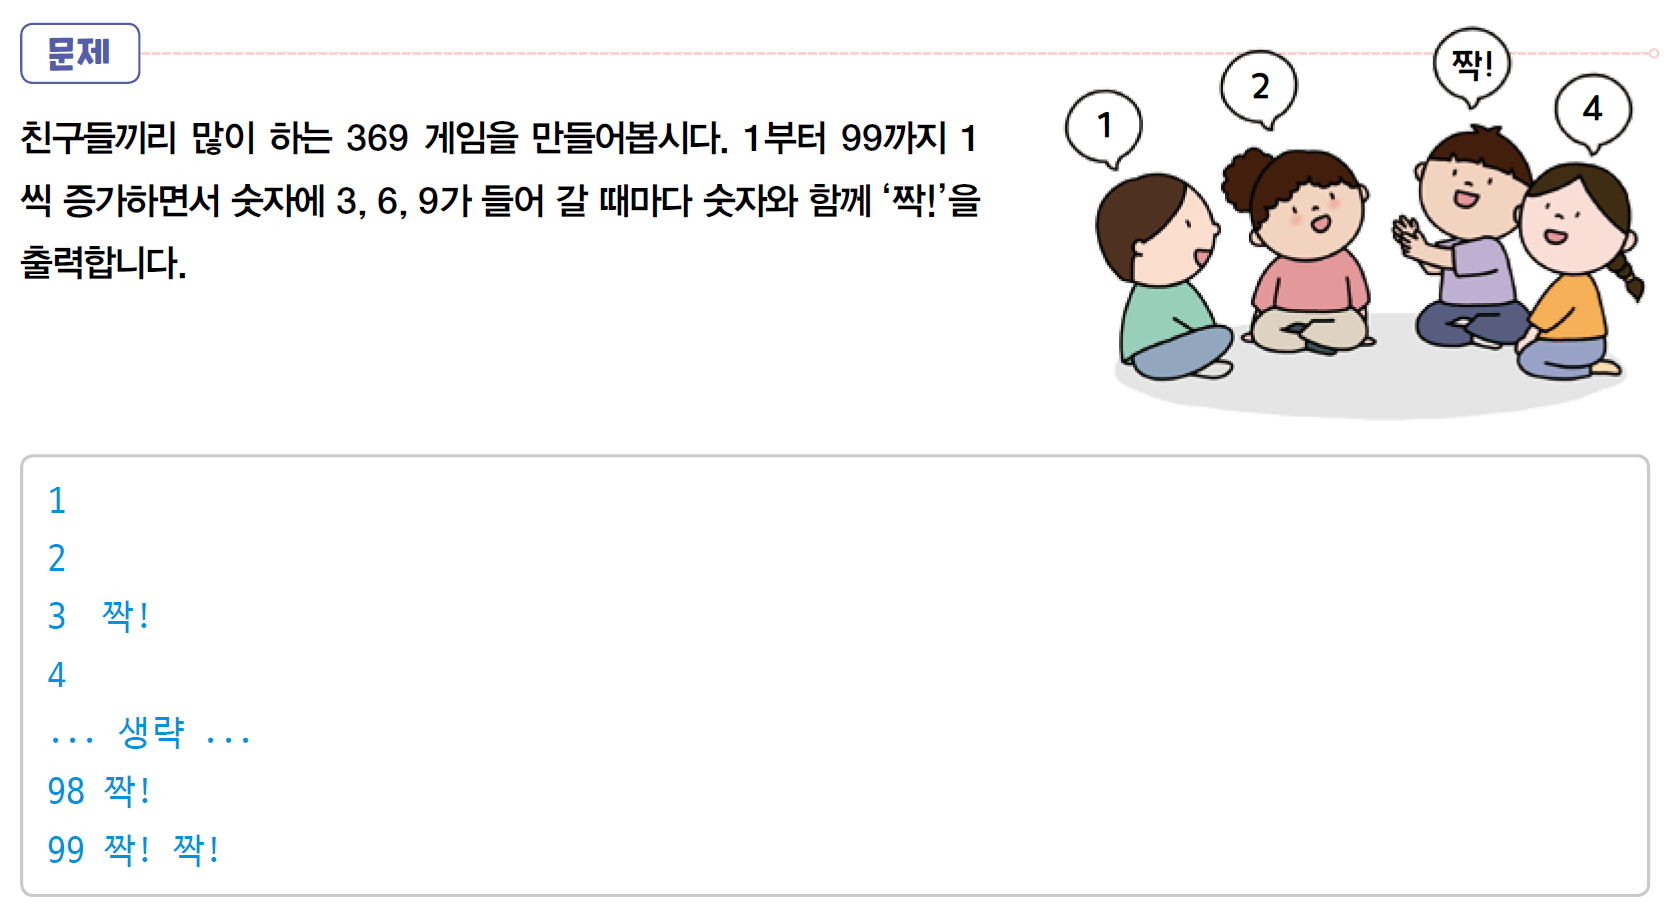 문제
친구들끼리 많이 하는 369 게임을 만들어봅시다. 1부터 99까지 1
씩 증가하면서 숫자에 3, 6, 9가 들어 갈 때마다 숫자와 함께 ‘짝!’을
출력합니다.
1
2
짝!
4
1
2
3 짝!
4
... 생략 ...
98 짝!
99 짝! 짝!